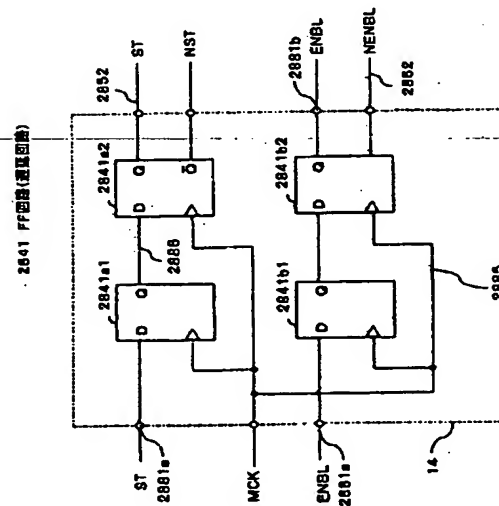 2841 FF回路(遅延回路)
2852
ST
2841a2
D Q
Q̅
NST
2886
2841a1
D Q
ST
2881a
MCK
2881b
ENBL
2841b2
D Q
NENBL
2852
2841b1
D Q
ENBL
2881a
14